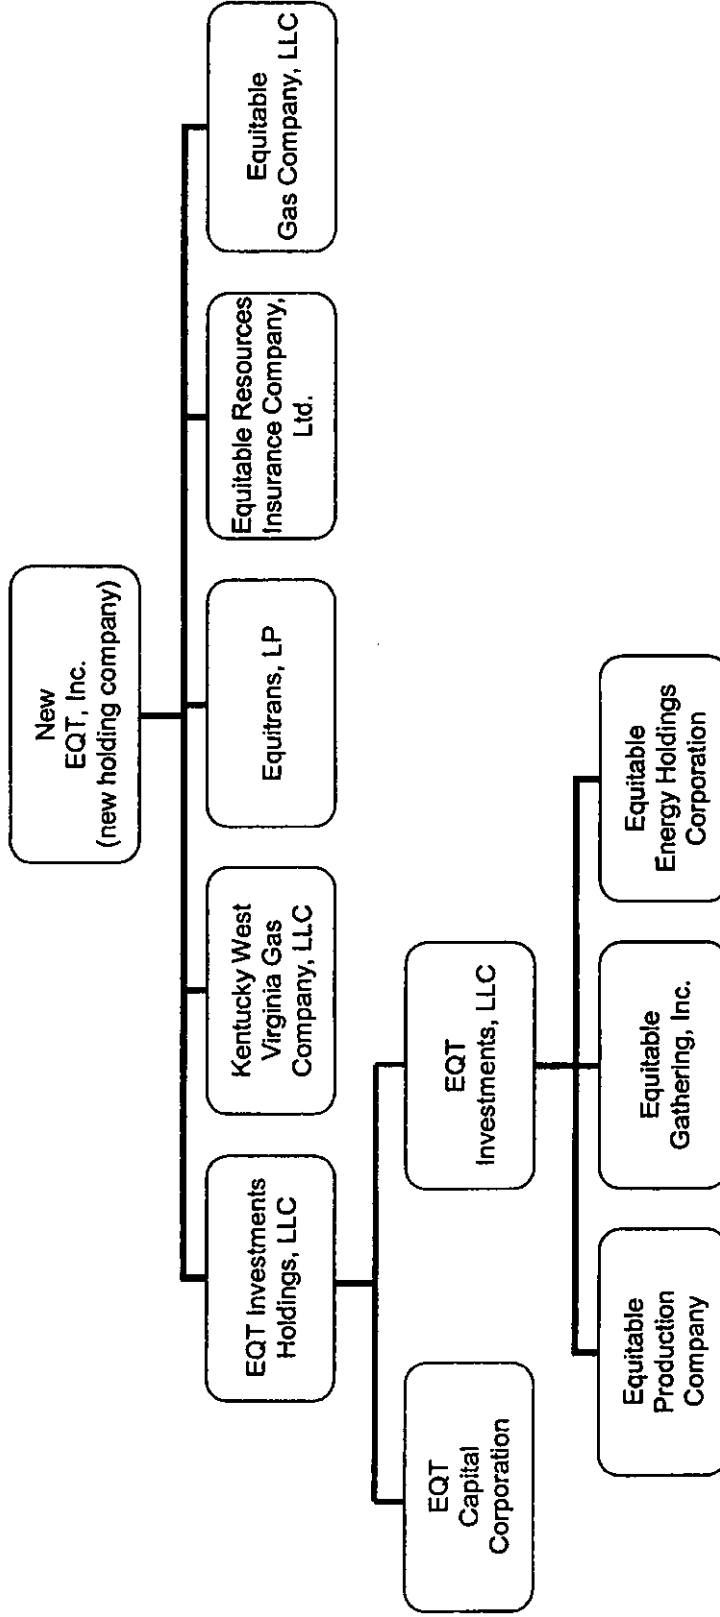 New
EQT, Inc.
(new holding company)
EQT Investments
Holdings, LLC
Kentucky West
Virginia Gas
Company, LLC
Equitrans, LP
Equitable Resources
Insurance Company,
Ltd.
Equitable
Gas Company, LLC
EQT
Capital
Corporation
EQT
Investments, LLC
Equitable
Production
Company
Equitable
Gathering, Inc.
Equitable
Energy Holdings
Corporation